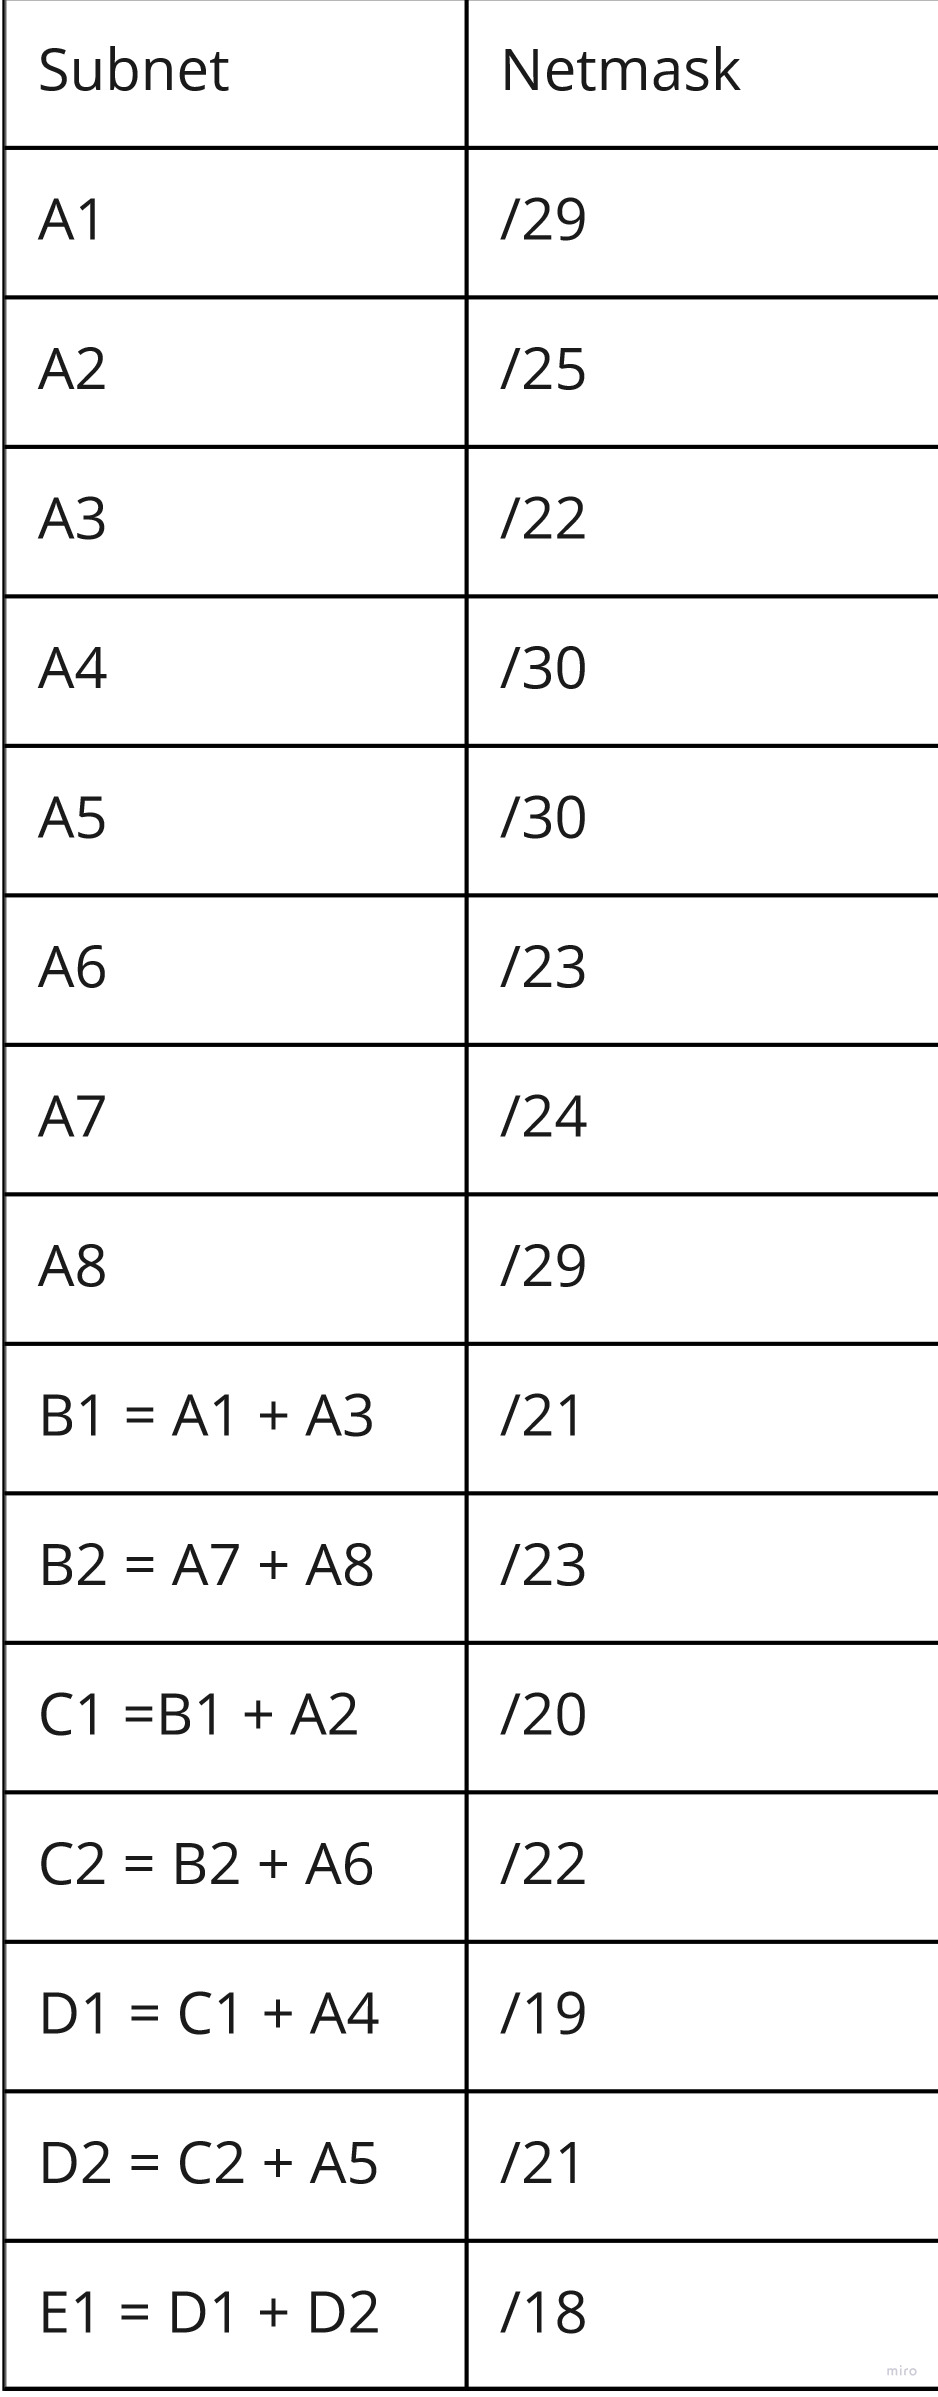 Subnet Netmask
A1 /29
A2 /25
A3 /22
A4 /30
A5 /30
A6 /23
A7 /24
A8 /29
B1 = A1 + A3 /21
B2 = A7 + A8 /23
C1 =B1 + A2 /20
C2 = B2 + A6 /22
D1 = C1 + A4 /19
D2 = C2 + A5 /21
E1 = D1 + D2 /18
miro